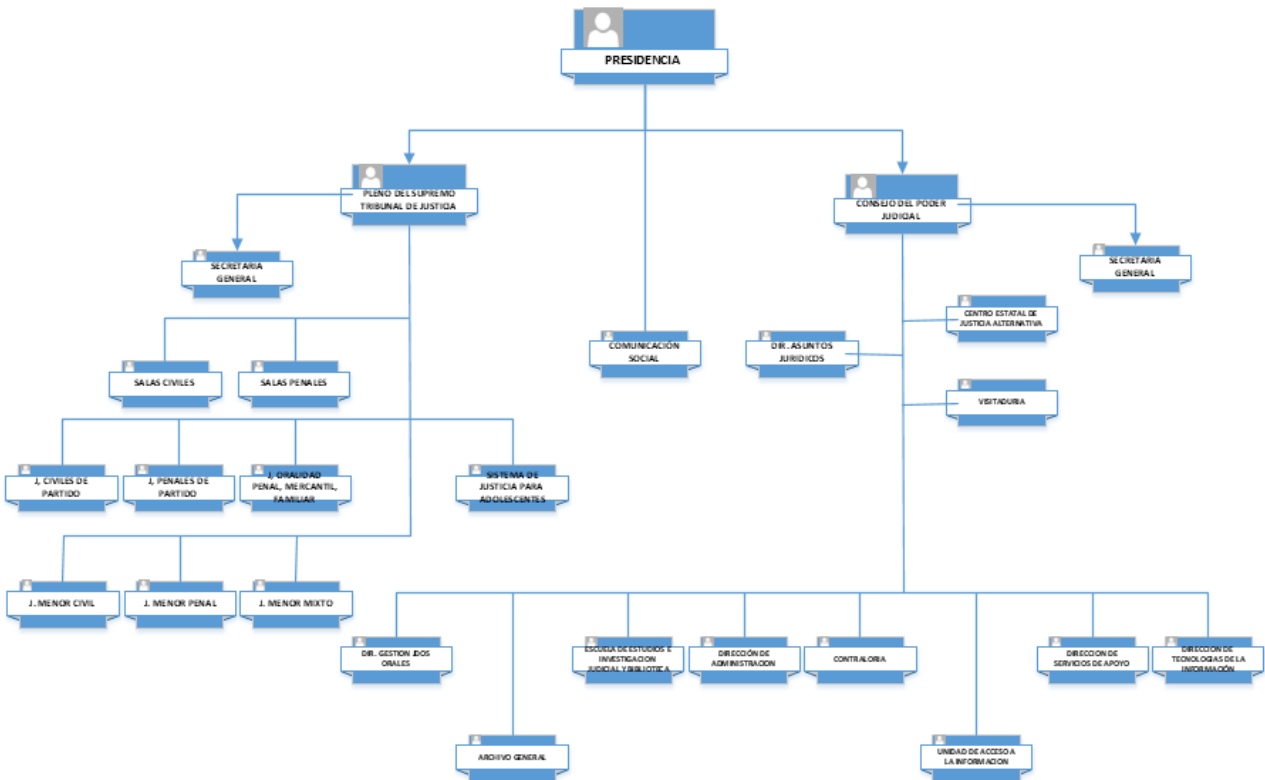 PRESIDENCIA
PLENO DEL SUPREMO
TRIBUNAL DE JUSTICIA
CONSEJO DEL PODER
JUDICIAL
SECRETARIA
GENERAL
SECRETARIA
GENERAL
CENTRO ESTATAL DE
JUSTICIA ALTERNATIVA
COMUNICACIÓN
SOCIAL
DIR. ASUNTOS
JURIDICOS
SALAS CIVILES
SALAS PENALES
VISITADURIA
J, CIVILES DE
PARTIDO
J, PENALES DE
PARTIDO
J, ORALIDAD
PENAL, MERCANTIL,
FAMILIAR
SISTEMA DE
JUSTICIA PARA
ADOLESCENTES
J. MENOR CIVIL
J. MENOR PENAL
J. MENOR MIXTO
DIR. GESTION JDOS
ORALES
ESCUELA DE ESTUDIOS E
INVESTIGACION
JUDICIAL Y BIBLIOTECA
DIRECCIÓN DE
ADMINISTRACION
CONTRALORIA
DIRECCION DE
SERVICIOS DE APOYO
DIRECCION DE
TECNOLOGIAS DE LA
INFORMACIÓN
ARCHIVO GENERAL
UNIDAD DE ACCESO A
LA INFORMACION